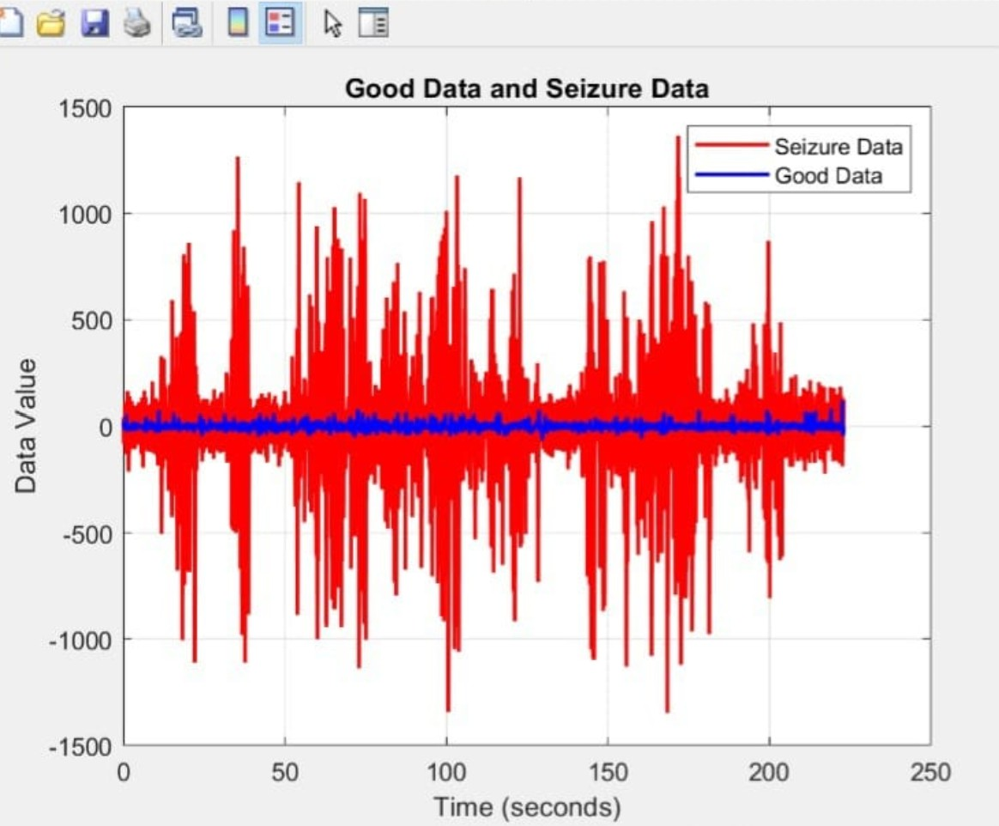 Good Data and Seizure Data
1500
1000
500
0
-500
-1000
-1500
Data Value
Seizure Data
Good Data
0 50 100 150 200 250
Time (seconds)